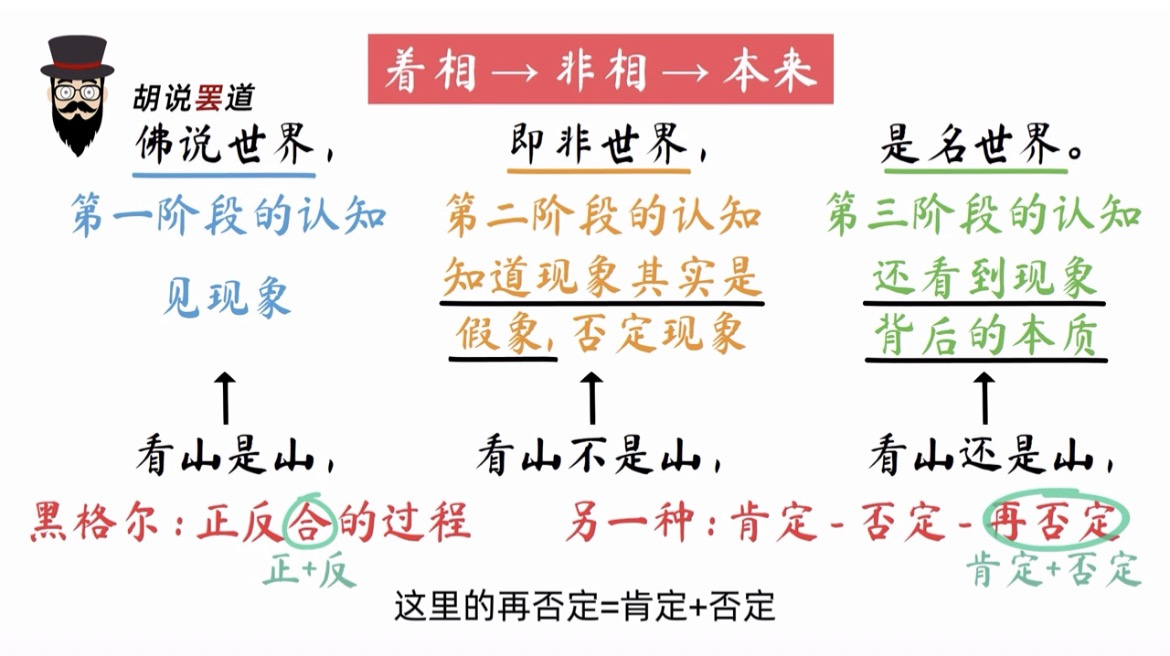 着相→非相→本来
胡说罢道
佛说世界， 即非世界， 是名世界。
第一阶段的认知 第二阶段的认知 第三阶段的认知
见现象 知道现象其实是 还看到现象
假象，否定现象 背后的本质
看山是山， 看山不是山， 看山还是山，
黑格尔：正反合的过程 另一种：肯定-否定-再否定
正+反 肯定+否定
这里的再否定=肯定+否定